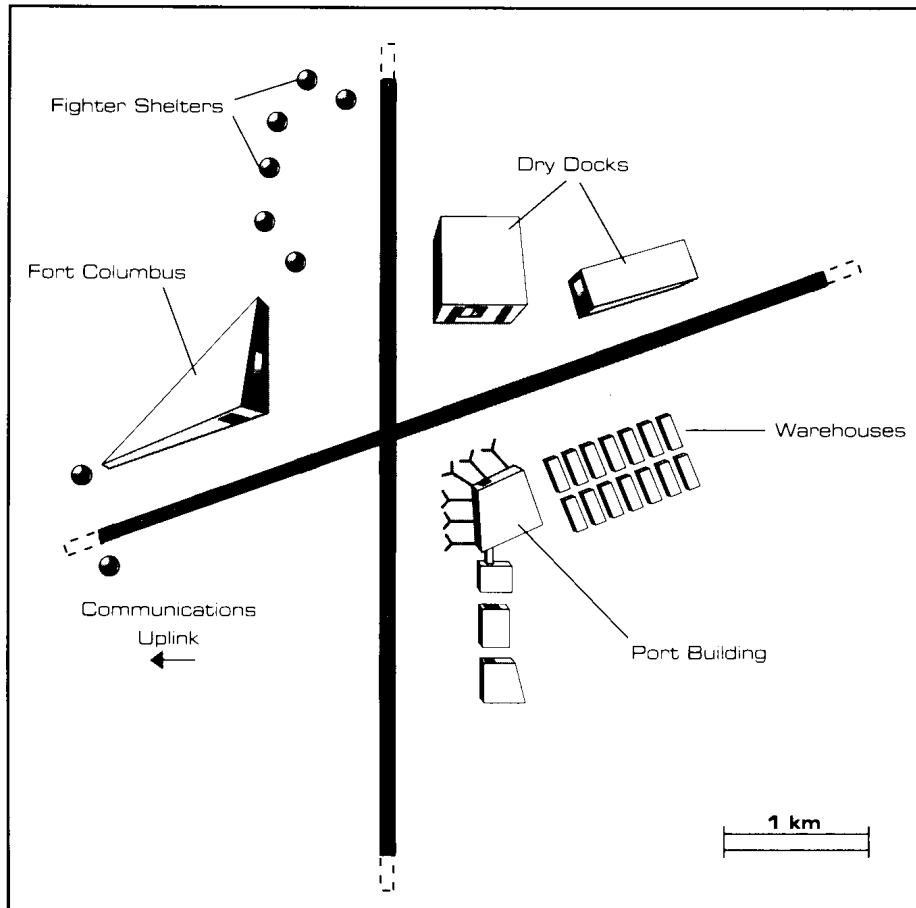 Fighter Shelters
Dry Docks
Fort Columbus
Warehouses
Communications
Uplink
Port Building
1 km